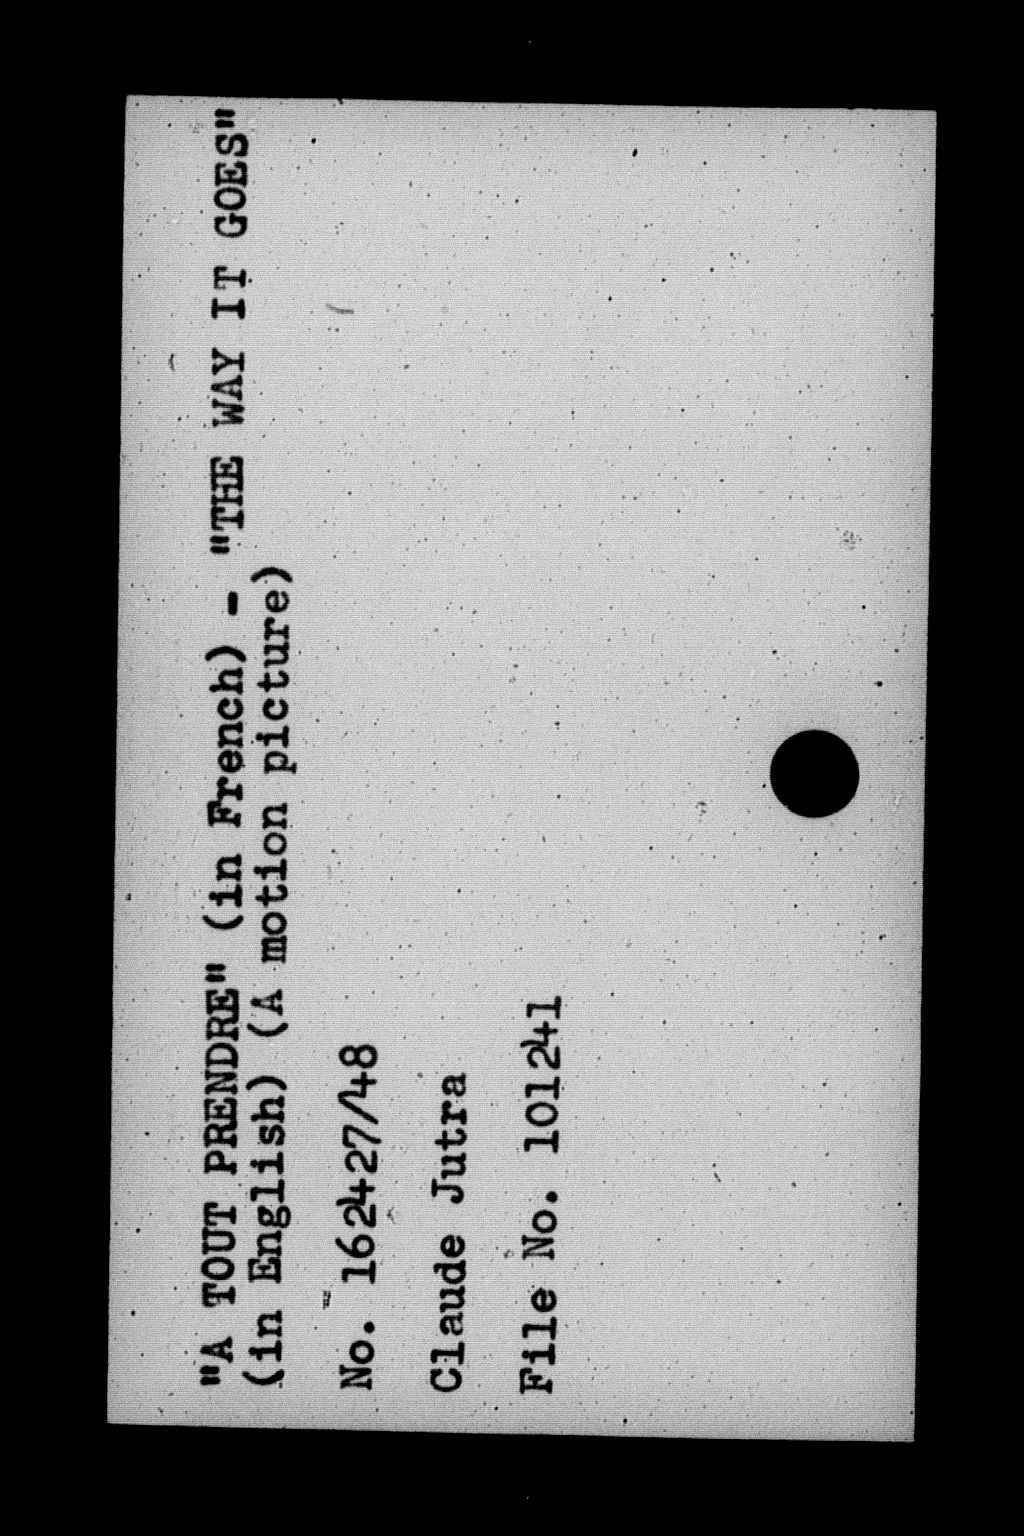 "A TOUT PRENDRE" (in French) - "THE WAY IT GOES"
(in English) (A motion picture)
No. 162427/48
Claude Jutra
File No. 101241